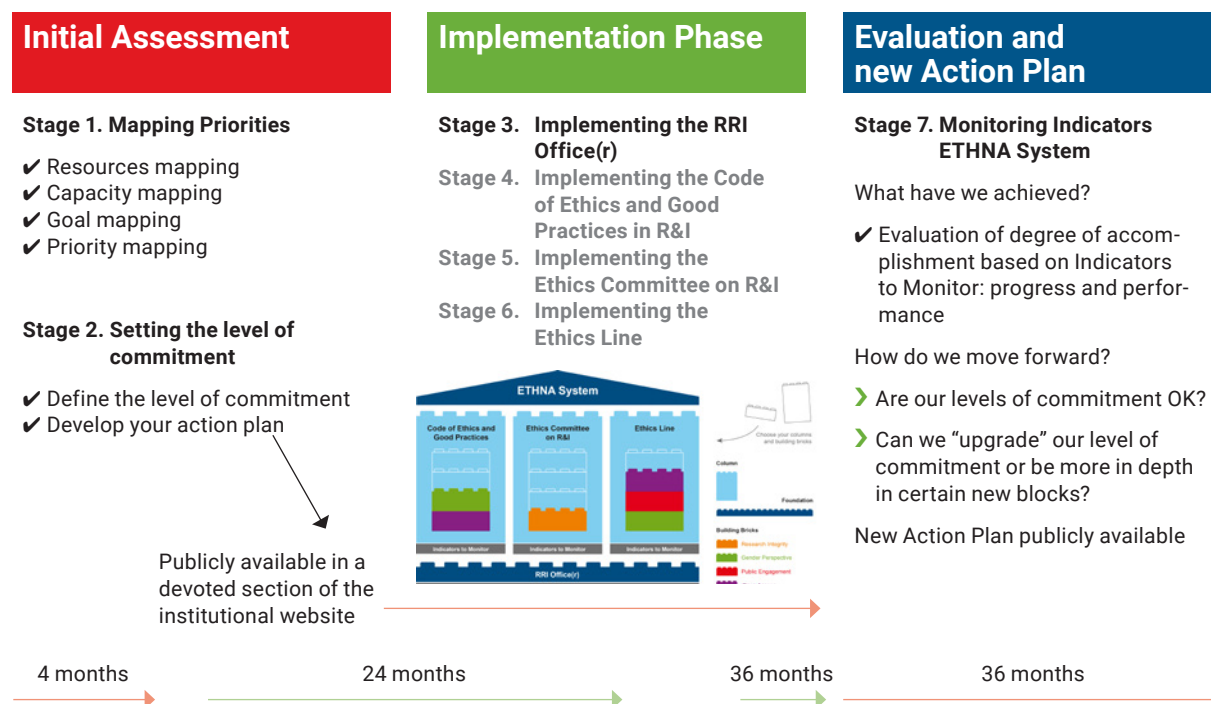 Initial Assessment
Stage 1. Mapping Priorities
✔ Resources mapping
✔ Capacity mapping
✔ Goal mapping
✔ Priority mapping
Stage 2. Setting the level of
commitment
✔ Define the level of commitment
✔ Develop your action plan
Publicly available in a
devoted section of the
institutional website
Implementation Phase
Stage 3. Implementing the RRI
Office(r)
Stage 4. Implementing the Code
of Ethics and Good
Practices in R&I
Stage 5. Implementing the
Ethics Committee on R&I
Stage 6. Implementing the
Ethics Line
ETHNA System
Code of Ethics and
Good Practices
Ethics Committee
on R&I
Ethics Line
Indicators to Monitor
Indicators to Monitor
Indicators to Monitor
RRI Office(r)
Choose your columns
and building bricks
Column
Foundation
Building Bricks
Research Integrity
Gender Perspective
Public Engagement
Evaluation and
new Action Plan
Stage 7. Monitoring Indicators
ETHNA System
What have we achieved?
✔ Evaluation of degree of accom-
plishment based on Indicators
to Monitor: progress and perfor-
mance
How do we move forward?
❯ Are our levels of commitment OK?
❯ Can we “upgrade” our level of
commitment or be more in depth
in certain new blocks?
New Action Plan publicly available
4 months
24 months
36 months
36 months